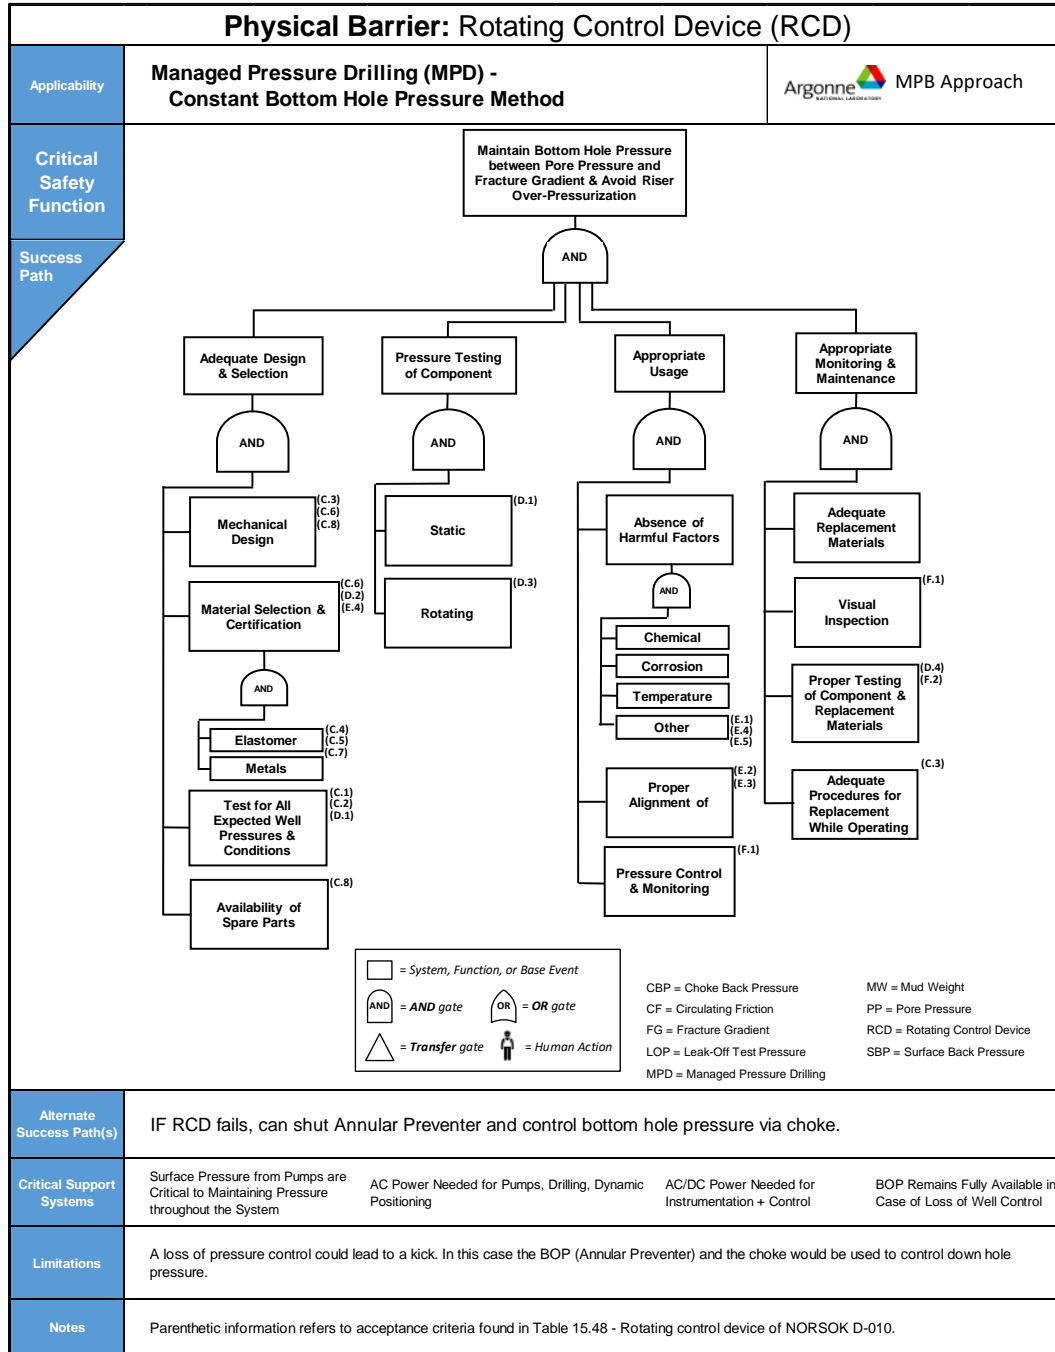 Physical Barrier: Rotating Control Device (RCD)
Applicability
Managed Pressure Drilling (MPD) -
Constant Bottom Hole Pressure Method
Argonne
NATIONAL LABORATORY
MPB Approach
Critical
Safety
Function
Success
Path
Maintain Bottom Hole Pressure
between Pore Pressure and
Fracture Gradient & Avoid Riser
Over-Pressurization
AND
Adequate Design
& Selection
Pressure Testing
of Component
Appropriate
Usage
Appropriate
Monitoring &
Maintenance
AND
AND
AND
AND
Mechanical
Design
(C.3)
(C.6)
(C.8)
Material Selection &
Certification
(C.6)
(D.2)
(E.4)
AND
Elastomer
Metals
(C.4)
(C.5)
(C.7)
Test for All
Expected Well
Pressures &
Conditions
(C.1)
(C.2)
(D.1)
Availability of
Spare Parts
(C.8)
Static
(D.1)
Rotating
(D.3)
Absence of
Harmful Factors
AND
Chemical
Corrosion
Temperature
Other
(E.1)
(E.4)
(E.5)
Proper
Alignment of
(E.2)
(E.3)
Pressure Control
& Monitoring
(F.1)
Adequate
Replacement
Materials
Visual
Inspection
(F.1)
Proper Testing
of Component &
Replacement
Materials
(D.4)
(F.2)
Adequate
Procedures for
Replacement
While Operating
(C.3)
= System, Function, or Base Event
AND = AND gate
OR = OR gate
= Transfer gate
= Human Action
CBP = Choke Back Pressure
CF = Circulating Friction
FG = Fracture Gradient
LOP = Leak-Off Test Pressure
MPD = Managed Pressure Drilling
MW = Mud Weight
PP = Pore Pressure
RCD = Rotating Control Device
SBP = Surface Back Pressure
Alternate
Success Path(s)
IF RCD fails, can shut Annular Preventer and control bottom hole pressure via choke.
Critical Support
Systems
Surface Pressure from Pumps are
Critical to Maintaining Pressure
throughout the System
AC Power Needed for Pumps, Drilling, Dynamic
Positioning
AC/DC Power Needed for
Instrumentation + Control
BOP Remains Fully Available in
Case of Loss of Well Control
Limitations
A loss of pressure control could lead to a kick. In this case the BOP (Annular Preventer) and the choke would be used to control down hole
pressure.
Notes
Parenthetic information refers to acceptance criteria found in Table 15.48 - Rotating control device of NORSOK D-010.